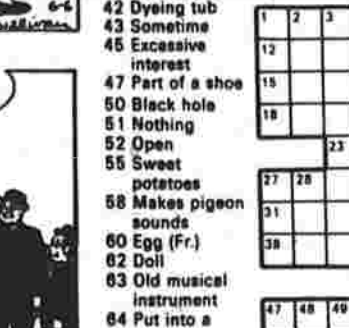 6-6
42 Dyeing tub
43 Sometime
45 Excessive
interest
47 Part of a shoe
50 Black hole
51 Nothing
52 Open
55 Sweet
potatoes
58 Makes pigeon
sounds
60 Egg (Fr.)
62 Doll
63 Old musical
instrument
64 Put into a
1 2 3
12
15
18
23
27 28
31
38
47 48 49